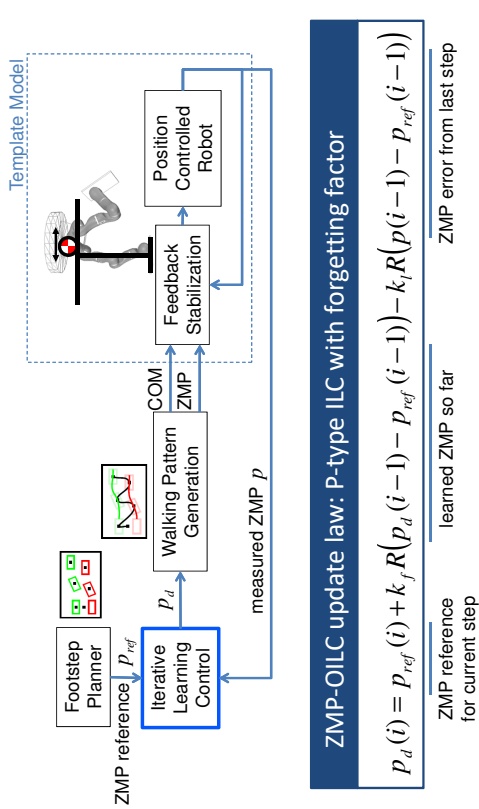 Template Model
Footstep
Planner
ZMP reference
p_ref
Iterative
Learning
Control
p_d
Walking Pattern
Generation
COM
ZMP
Feedback
Stabilization
Position
Controlled
Robot
measured ZMP p
ZMP-OILC update law: P-type ILC with forgetting factor
p_d(i) = p_ref(i) + k_f R(p_d(i−1) − p_ref(i−1)) − k_l R(p(i−1) − p_ref(i−1))
ZMP reference
for current step
learned ZMP so far
ZMP error from last step